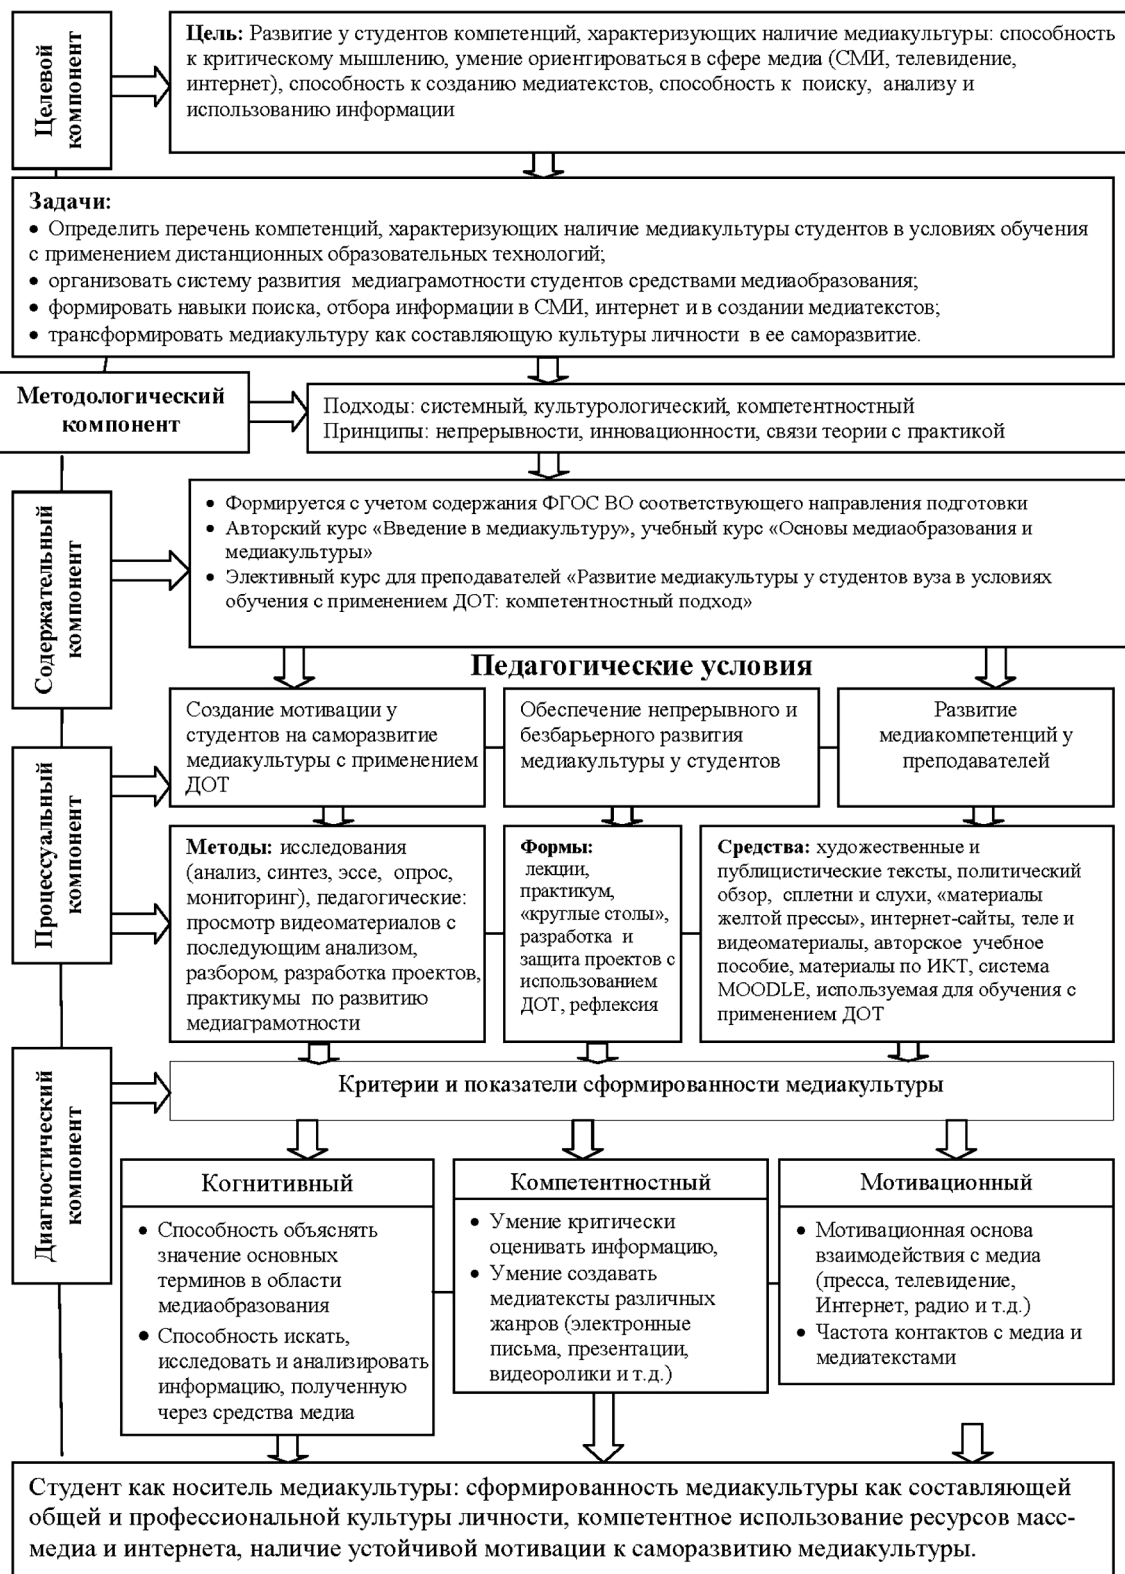 Целевой
компонент
Цель: Развитие у студентов компетенций, характеризующих наличие медиакультуры: способность
к критическому мышлению, умение ориентироваться в сфере медиа (СМИ, телевидение,
интернет), способность к созданию медиатекстов, способность к поиску, анализу и
использованию информации
Задачи:
• Определить перечень компетенций, характеризующих наличие медиакультуры студентов в условиях обучения
с применением дистанционных образовательных технологий;
• организовать систему развития медиаграмотности студентов средствами медиаобразования;
• формировать навыки поиска, отбора информации в СМИ, интернет и в создании медиатекстов;
• трансформировать медиакультуру как составляющую культуры личности в ее саморазвитие.
Методологический
компонент
Подходы: системный, культурологический, компетентностный
Принципы: непрерывности, инновационности, связи теории с практикой
Содержательный
компонент
• Формируется с учетом содержания ФГОС ВО соответствующего направления подготовки
• Авторский курс «Введение в медиакультуру», учебный курс «Основы медиаобразования и
медиакультуры»
• Элективный курс для преподавателей «Развитие медиакультуры у студентов вуза в условиях
обучения с применением ДОТ: компетентностный подход»
Педагогические условия
Процессуальный
компонент
Создание мотивации у
студентов на саморазвитие
медиакультуры с применением
ДОТ
Обеспечение непрерывного и
безбарьерного развития
медиакультуры у студентов
Развитие
медиакомпетенций у
преподавателей
Методы: исследования
(анализ, синтез, эссе, опрос,
мониторинг), педагогические:
просмотр видеоматериалов с
последующим анализом,
разбором, разработка проектов,
практикумы по развитию
медиаграмотности
Формы:
лекции,
практикум,
«круглые столы»,
разработка и
защита проектов с
использованием
ДОТ, рефлексия
Средства: художественные и
публицистические тексты, политический
обзор, сплетни и слухи, «материалы
желтой прессы», интернет-сайты, теле и
видеоматериалы, авторское учебное
пособие, материалы по ИКТ, система
MOODLE, используемая для обучения с
применением ДОТ
Диагностический
компонент
Критерии и показатели сформированности медиакультуры
Когнитивный
• Способность объяснять
значение основных
терминов в области
медиаобразования
• Способность искать,
исследовать и анализировать
информацию, полученную
через средства медиа
Компетентностный
• Умение критически
оценивать информацию,
• Умение создавать
медиатексты различных
жанров (электронные
письма, презентации,
видеоролики и т.д.)
Мотивационный
• Мотивационная основа
взаимодействия с медиа
(пресса, телевидение,
Интернет, радио и т.д.)
• Частота контактов с медиа и
медиатекстами
Студент как носитель медиакультуры: сформированность медиакультуры как составляющей
общей и профессиональной культуры личности, компетентное использование ресурсов масс-
медиа и интернета, наличие устойчивой мотивации к саморазвитию медиакультуры.